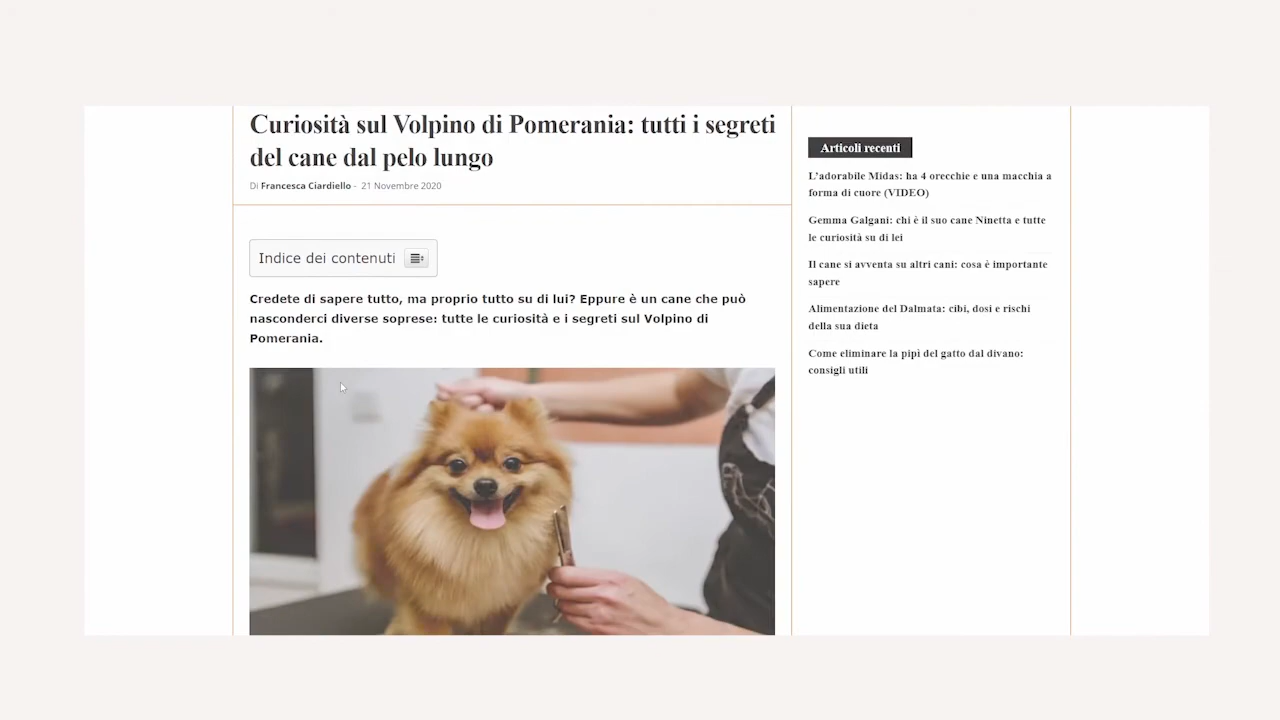 Curiosità sul Volpino di Pomerania: tutti i segreti
del cane dal pelo lungo
Di Francesca Ciardiello - 21 Novembre 2020
Indice dei contenuti
Credete di sapere tutto, ma proprio tutto su di lui? Eppure è un cane che può
nasconderci diverse soprese: tutte le curiosità e i segreti sul Volpino di
Pomerania.
Articoli recenti
L'adorabile Midas: ha 4 orecchie e una macchia a
forma di cuore (VIDEO)
Gemma Galgani: chi è il suo cane Ninetta e tutte
le curiosità su di lei
Il cane si avventa su altri cani: cosa è importante
sapere
Alimentazione del Dalmata: cibi, dosi e rischi
della sua dieta
Come eliminare la pipì del gatto dal divano:
consigli utili